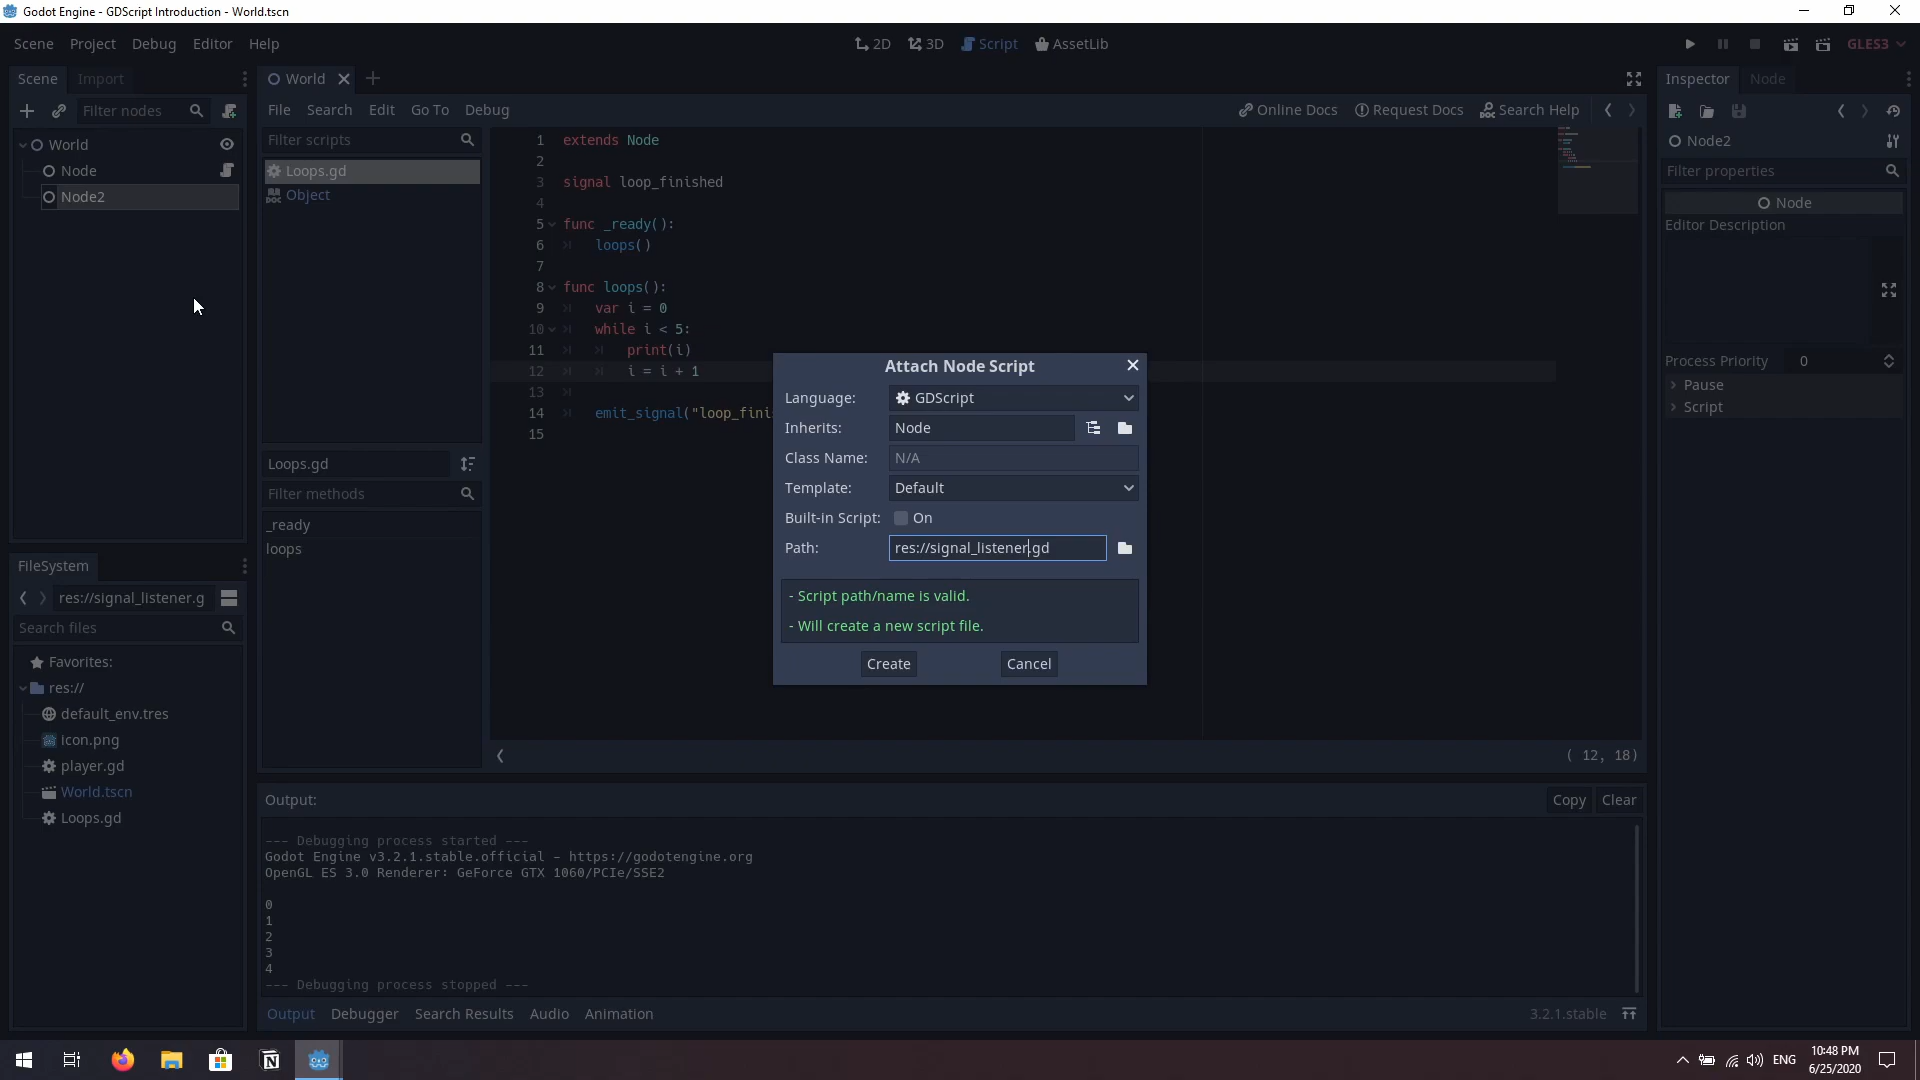 Godot Engine - GDScript Introduction - World.tscn
Scene Project Debug Editor Help
2D 3D Script AssetLib
GLES3
Scene Import
Filter nodes
World
Node
Node2
World
File Search Edit Go To Debug
Online Docs Request Docs Search Help
Filter scripts
Loops.gd
DOC Object
Loops.gd
Filter methods
_ready
loops
1 extends Node
2
3 signal loop_finished
4
5 func _ready():
6 loops()
7
8 func loops():
9 var i = 0
10 while i < 5:
11 print(i)
12 i = i + 1
13
14 emit_signal("loop_fini
15
( 12, 18)
Attach Node Script
Language: GDScript
Inherits: Node
Class Name: N/A
Template: Default
Built-in Script: On
Path: res://signal_listener.gd
- Script path/name is valid.
- Will create a new script file.
Create Cancel
Inspector Node
Node2
Filter properties
Node
Editor Description
Process Priority 0
Pause
Script
FileSystem
res://signal_listener.g
Search files
Favorites:
res://
default_env.tres
icon.png
player.gd
World.tscn
Loops.gd
Output:
Copy Clear
--- Debugging process started ---
Godot Engine v3.2.1.stable.official - https://godotengine.org
OpenGL ES 3.0 Renderer: GeForce GTX 1060/PCIe/SSE2
0
1
2
3
4
--- Debugging process stopped ---
Output Debugger Search Results Audio Animation
3.2.1.stable
ENG
10:48 PM
6/25/2020